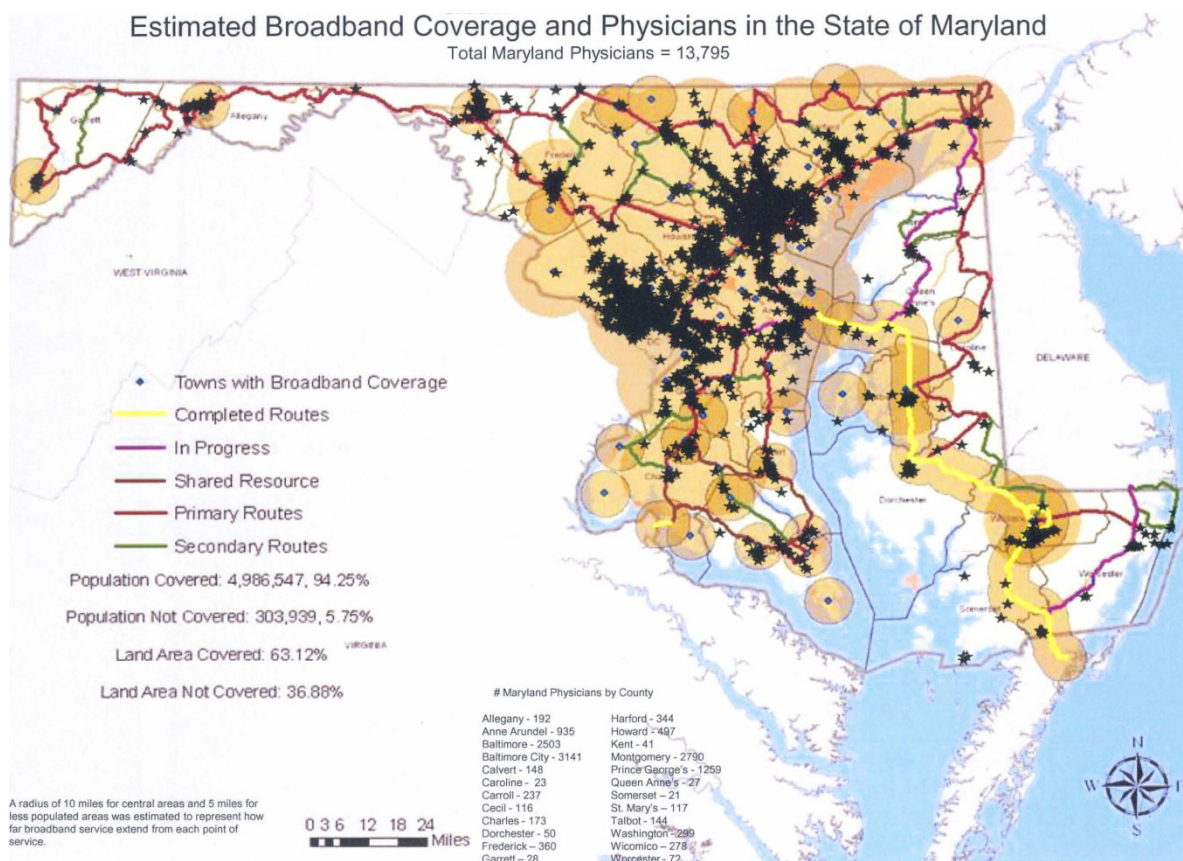 Estimated Broadband Coverage and Physicians in the State of Maryland
Total Maryland Physicians = 13,795
Garrett
Allegany
Frederick
Howard
WEST VIRGINIA
DC
Queen
Anne's
Caroline
DELAWARE
Towns with Broadband Coverage
Completed Routes
In Progress
Shared Resource
Primary Routes
Secondary Routes
Dorchester
Worcester
Somerset
Population Covered: 4,986,547, 94.25%
Population Not Covered: 303,939, 5.75%
VIRGINIA
Land Area Covered: 63.12%
Land Area Not Covered: 36.88%
# Maryland Physicians by County
Allegany - 192
Anne Arundel - 935
Baltimore - 2503
Baltimore City - 3141
Calvert - 148
Caroline - 23
Carroll - 237
Cecil - 116
Charles - 173
Dorchester - 50
Frederick - 360
Garrett - 28
Harford - 344
Howard - 497
Kent - 41
Montgomery - 2790
Prince George's - 1259
Queen Anne's - 27
Somerset – 21
St. Mary's – 117
Talbot - 144
Washington - 299
Wicomico - 278
Worcester - 72
A radius of 10 miles for central areas and 5 miles for
less populated areas was estimated to represent how
far broadband service extend from each point of
service.
0 3 6 12 18 24
Miles
N
W
E
S